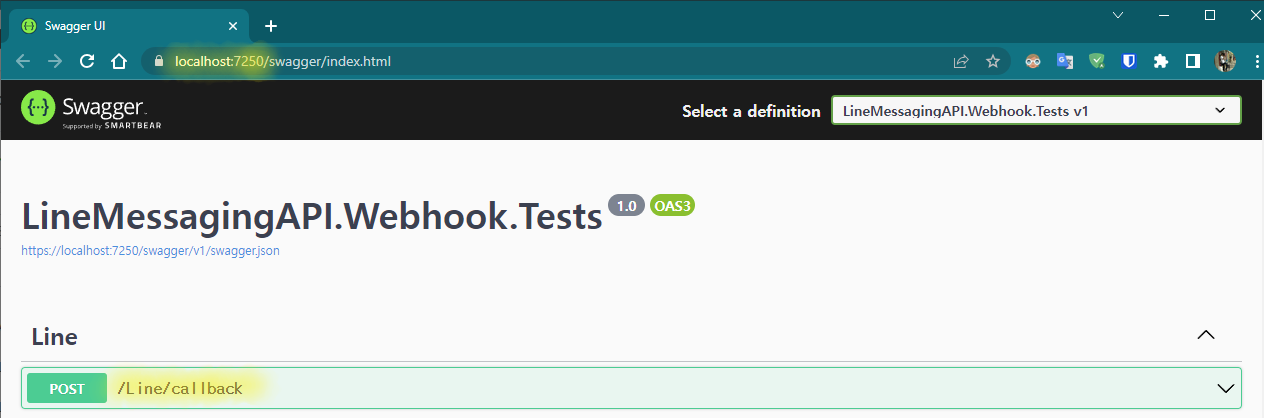 Swagger UI
localhost:7250/swagger/index.html
Swagger
Supported by SMARTBEAR
Select a definition
LineMessagingAPI.Webhook.Tests v1
LineMessagingAPI.Webhook.Tests 1.0 OAS3
https://localhost:7250/swagger/v1/swagger.json
Line
POST /Line/callback